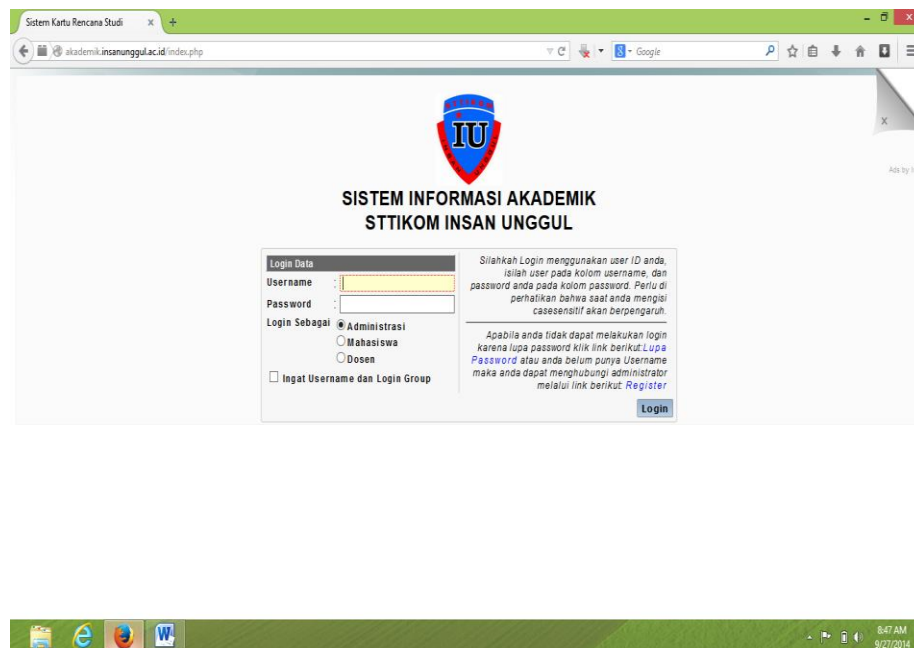 Sistem Kartu Rencana Studi
akademik.insanunggul.ac.id/index.php
Google
x
Ads by
STTIKOM
IU
INSAN UNGGUL
SISTEM INFORMASI AKADEMIK
STTIKOM INSAN UNGGUL
Login Data
Username :
Password :
Login Sebagai
Administrasi
Mahasiswa
Dosen
Ingat Username dan Login Group
Silahkah Login menggunakan user ID anda,
isilah user pada kolom username, dan
password anda pada kolom password. Perlu di
perhatikan bahwa saat anda mengisi
casesensitif akan berpengaruh.
Apabila anda tidak dapat melakukan login
karena lupa password klik link berikut:Lupa
Password atau anda belum punya Username
maka anda dapat menghubungi administrator
melalui link berikut: Register
Login
8:47 AM
9/27/2014